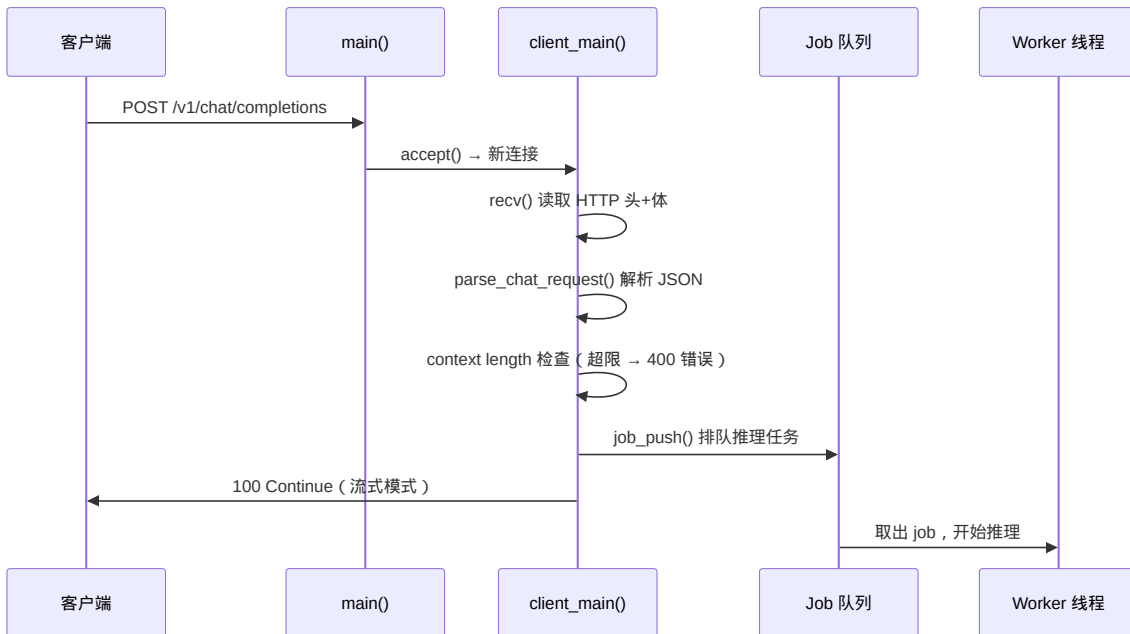 客户端
main()
client_main()
Job 队列
Worker 线程
POST /v1/chat/completions
accept() → 新连接
recv() 读取 HTTP 头+体
parse_chat_request() 解析 JSON
context length 检查（超限 → 400 错误）
job_push() 排队推理任务
100 Continue（流式模式）
取出 job，开始推理
客户端
main()
client_main()
Job 队列
Worker 线程